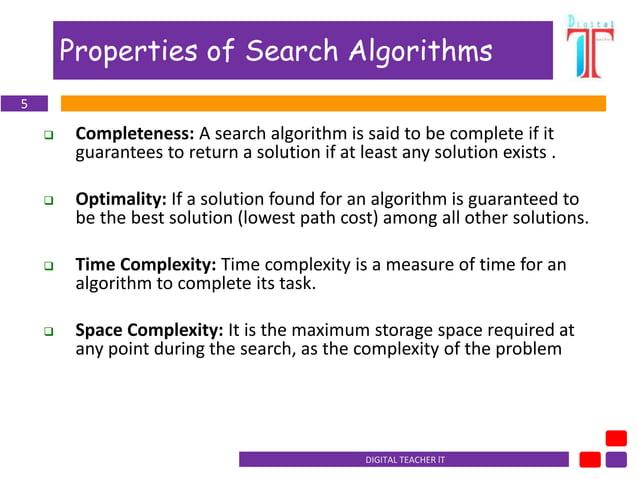 Properties of Search Algorithms
Digital
T
5
Completeness: A search algorithm is said to be complete if it
guarantees to return a solution if at least any solution exists .
Optimality: If a solution found for an algorithm is guaranteed to
be the best solution (lowest path cost) among all other solutions.
Time Complexity: Time complexity is a measure of time for an
algorithm to complete its task.
Space Complexity: It is the maximum storage space required at
any point during the search, as the complexity of the problem
DIGITAL TEACHER IT